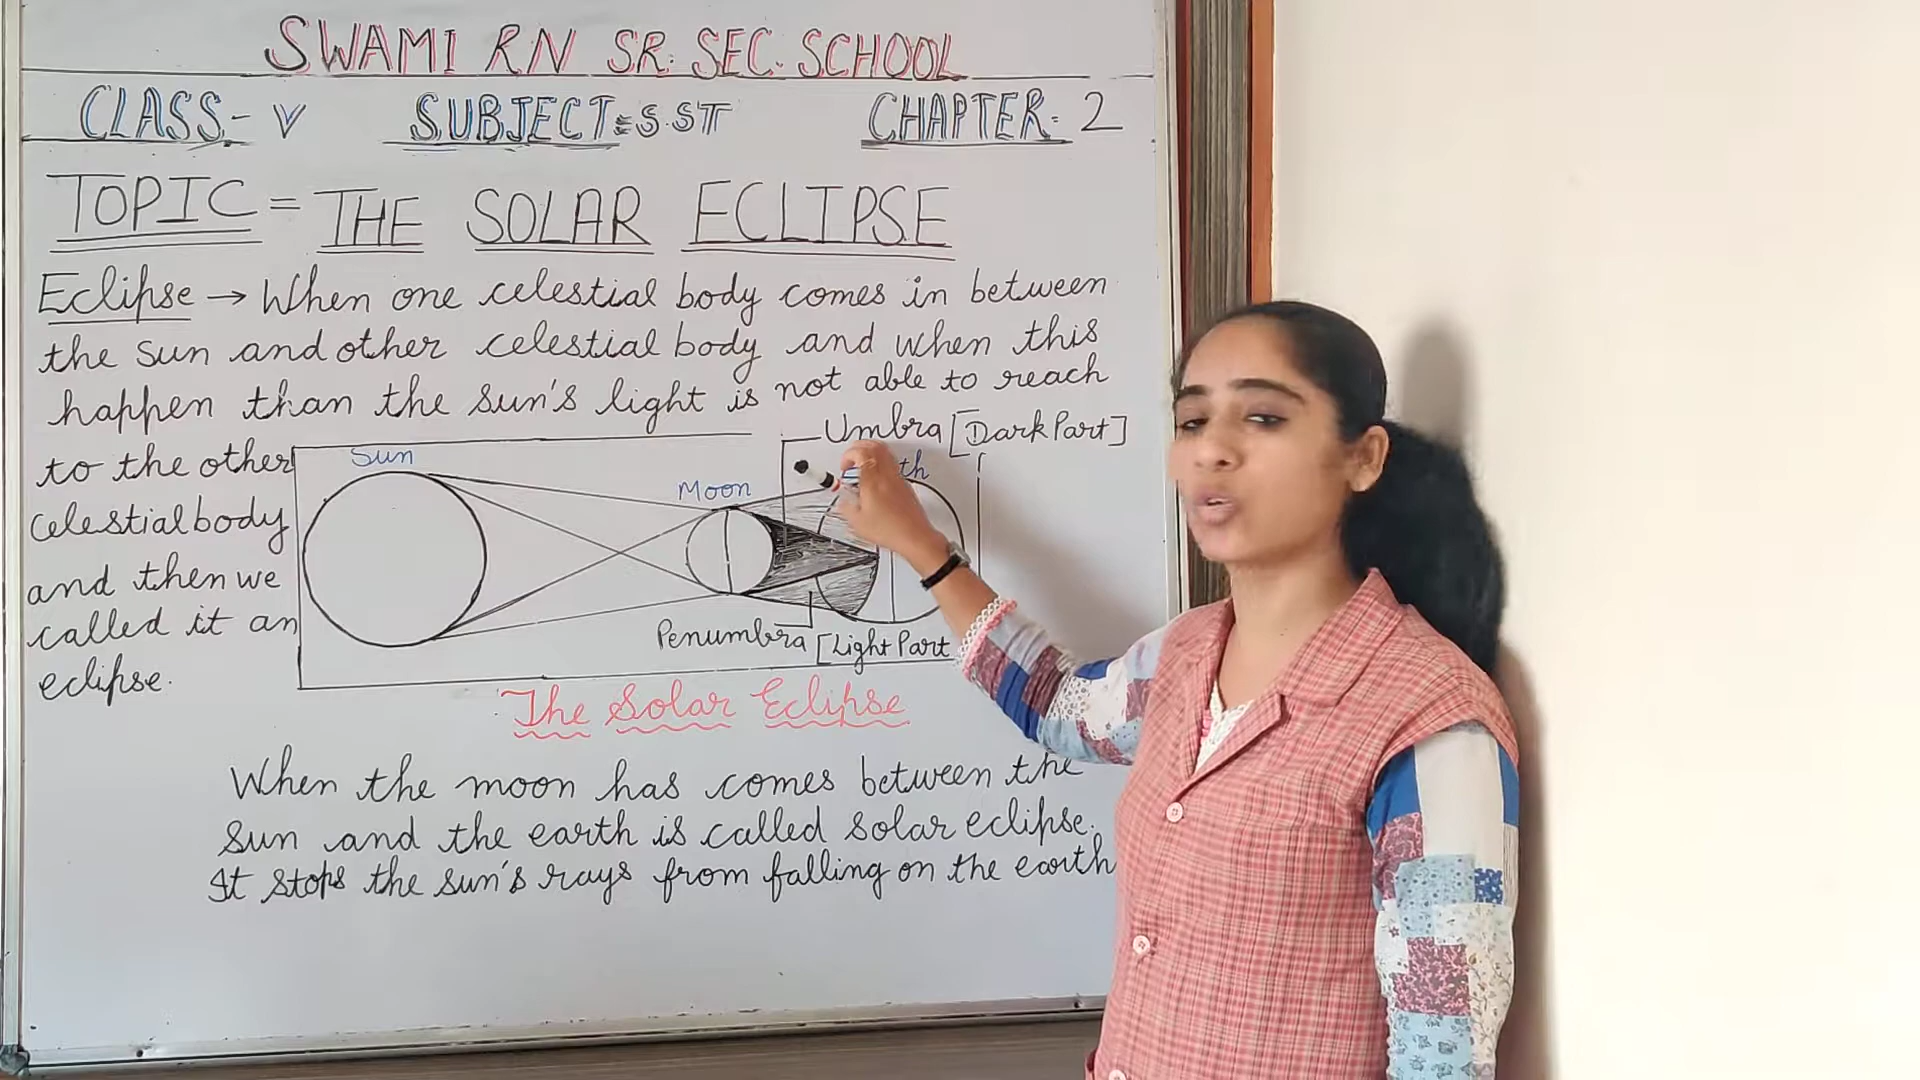 SWAMI RN SR. SEC. SCHOOL
CLASS- V SUBJECT=S.ST CHAPTER- 2
TOPIC = THE SOLAR ECLIPSE
Eclipse → When one celestial body comes in between
the sun and other celestial body and when this
happen than the sun's light is not able to reach
to the other
celestial body
and then we
called it an
eclipse.
Umbra [Dark Part]
Sun
Moon
th
Penumbra [Light Part
The Solar Eclipse
When the moon has comes between the
sun and the earth is called solar eclipse.
It stops the sun's rays from falling on the earth